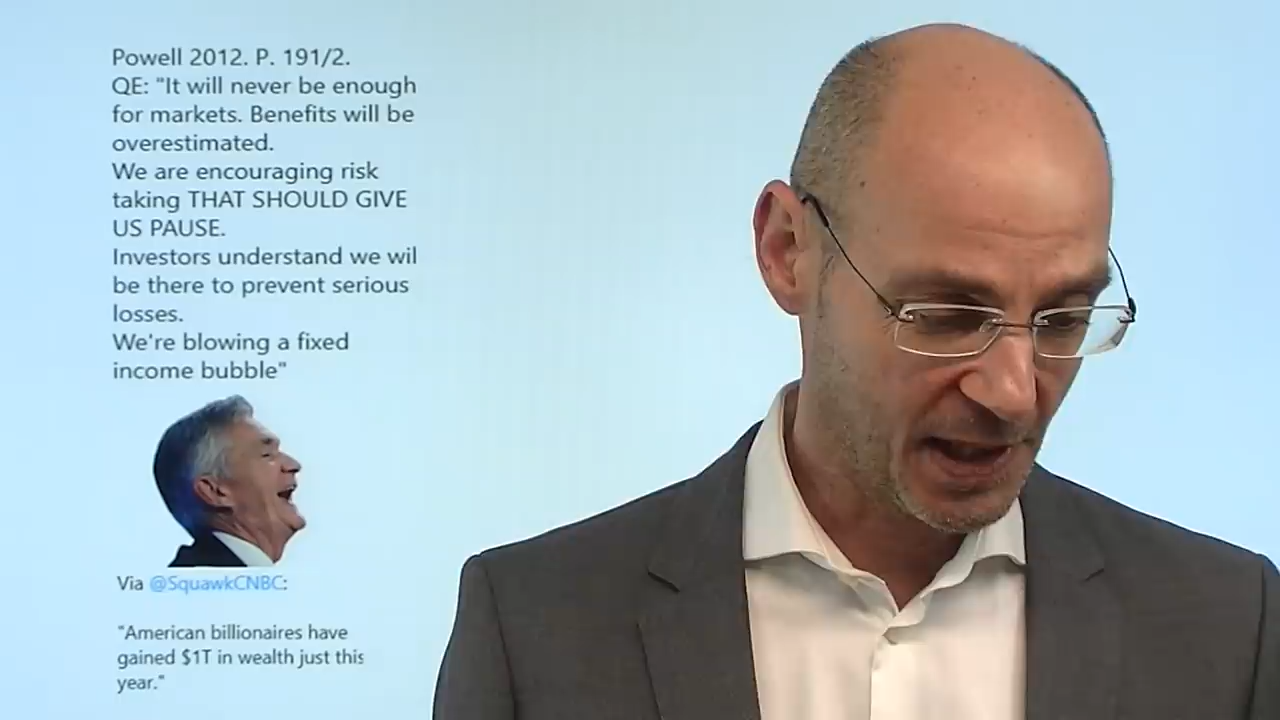 Powell 2012. P. 191/2.
QE: "It will never be enough
for markets. Benefits will be
overestimated.
We are encouraging risk
taking THAT SHOULD GIVE
US PAUSE.
Investors understand we wil
be there to prevent serious
losses.
We're blowing a fixed
income bubble"
Via @SquawkCNBC:
"American billionaires have
gained $1T in wealth just this
year."